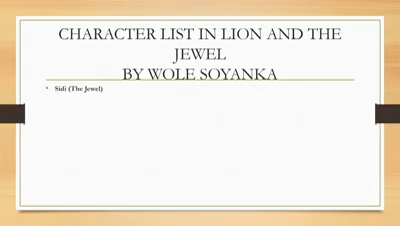 CHARACTER LIST IN LION AND THE
JEWEL
BY WOLE SOYANKA
• Sidi (The Jewel)